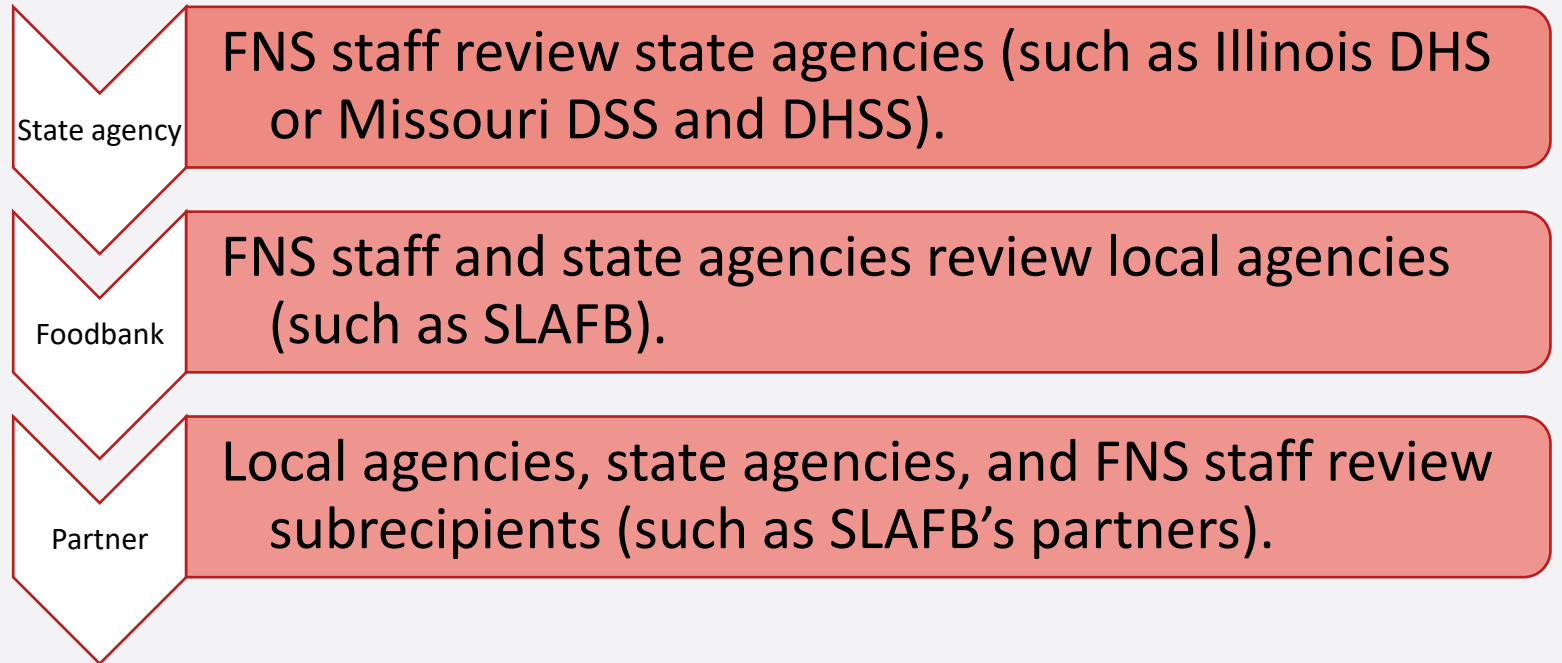 State agency
FNS staff review state agencies (such as Illinois DHS
or Missouri DSS and DHSS).
Foodbank
FNS staff and state agencies review local agencies
(such as SLAFB).
Partner
Local agencies, state agencies, and FNS staff review
subrecipients (such as SLAFB’s partners).